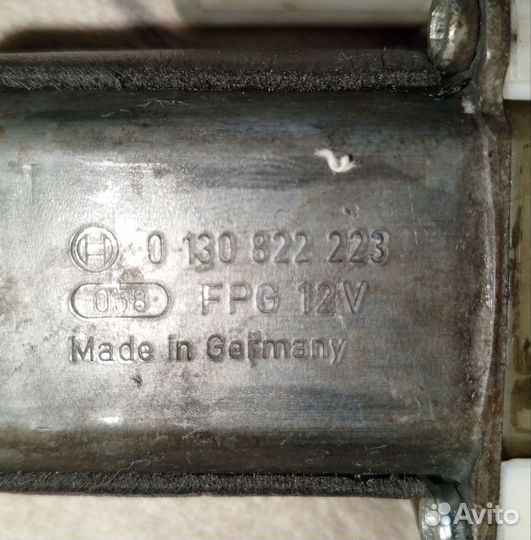 0 130 822 223
038 FPG 12V
Made in Germany
Avito